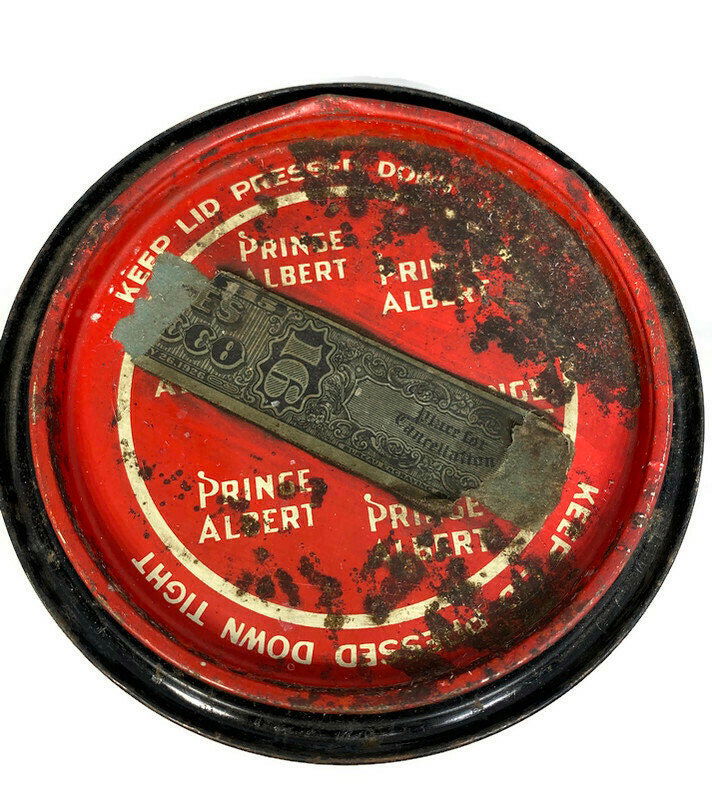 KEEP LID PRESSED DOWN
KEEP PRESSED DOWN TIGHT
PRINCE
ALBERT
PRINCE
ALBERT
PRINCE
ALBERT
PRINCE
ALBERT
16
Place for
Cancellation